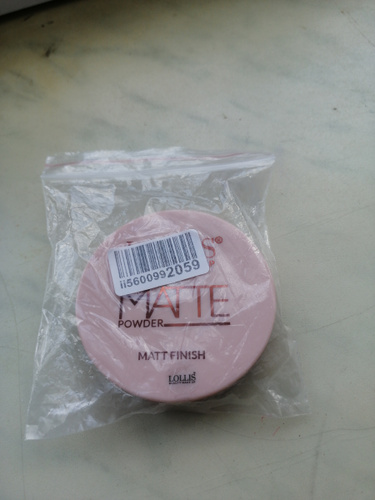 ii5600992059
MATTE
POWDER
MATT FINISH
LOLLIS